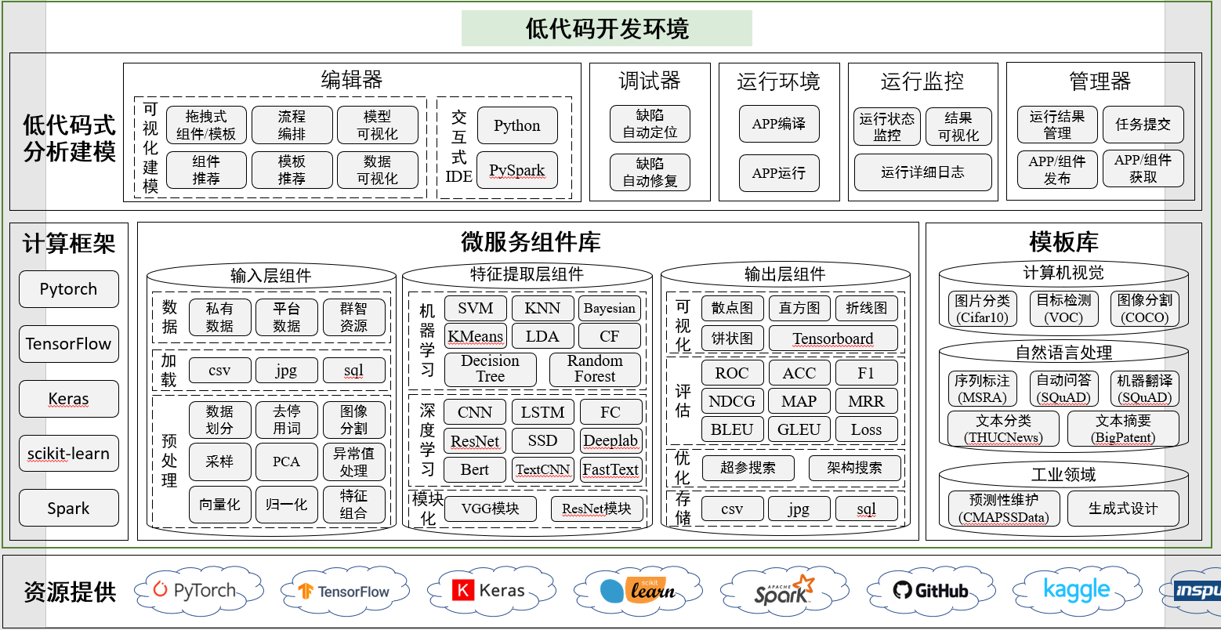 低代码开发环境
低代码式
分析建模
编辑器
可视化建模
拖拽式
组件/模板
流程
编排
模型
可视化
组件
推荐
模板
推荐
数据
可视化
交互式
IDE
Python
PySpark
调试器
缺陷
自动定位
缺陷
自动修复
运行环境
APP编译
APP运行
运行监控
运行状态
监控
结果
可视化
运行详细日志
管理器
运行结果
管理
任务提交
APP/组件
发布
APP/组件
获取
计算框架
Pytorch
TensorFlow
Keras
scikit-learn
Spark
微服务组件库
输入层组件
数据
私有
数据
平台
数据
群智
资源
加载
csv
jpg
sql
预处理
数据
划分
去停
用词
图像
分割
采样
PCA
异常值
处理
向量化
归一化
特征
组合
特征提取层组件
机器学习
SVM
KNN
Bayesian
KMeans
LDA
CF
Decision
Tree
Random
Forest
深度学习
CNN
LSTM
FC
ResNet
SSD
Deeplab
Bert
TextCNN
FastText
模块化
VGG模块
ResNet模块
输出层组件
可视化
散点图
直方图
折线图
饼状图
Tensorboard
评估
ROC
ACC
F1
NDCG
MAP
MRR
BLEU
GLEU
Loss
优化
超参搜索
架构搜索
存储
csv
jpg
sql
模板库
计算机视觉
图片分类
(Cifar10)
目标检测
(VOC)
图像分割
(COCO)
自然语言处理
序列标注
(MSRA)
自动问答
(SQuAD)
机器翻译
(SQuAD)
文本分类
(THUCNews)
文本摘要
(BigPatent)
工业领域
预测性维护
(CMAPSSData)
生成式设计
资源提供
PyTorch
TensorFlow
K Keras
scikit
learn
APACHE
Spark
GitHub
kaggle
inspu